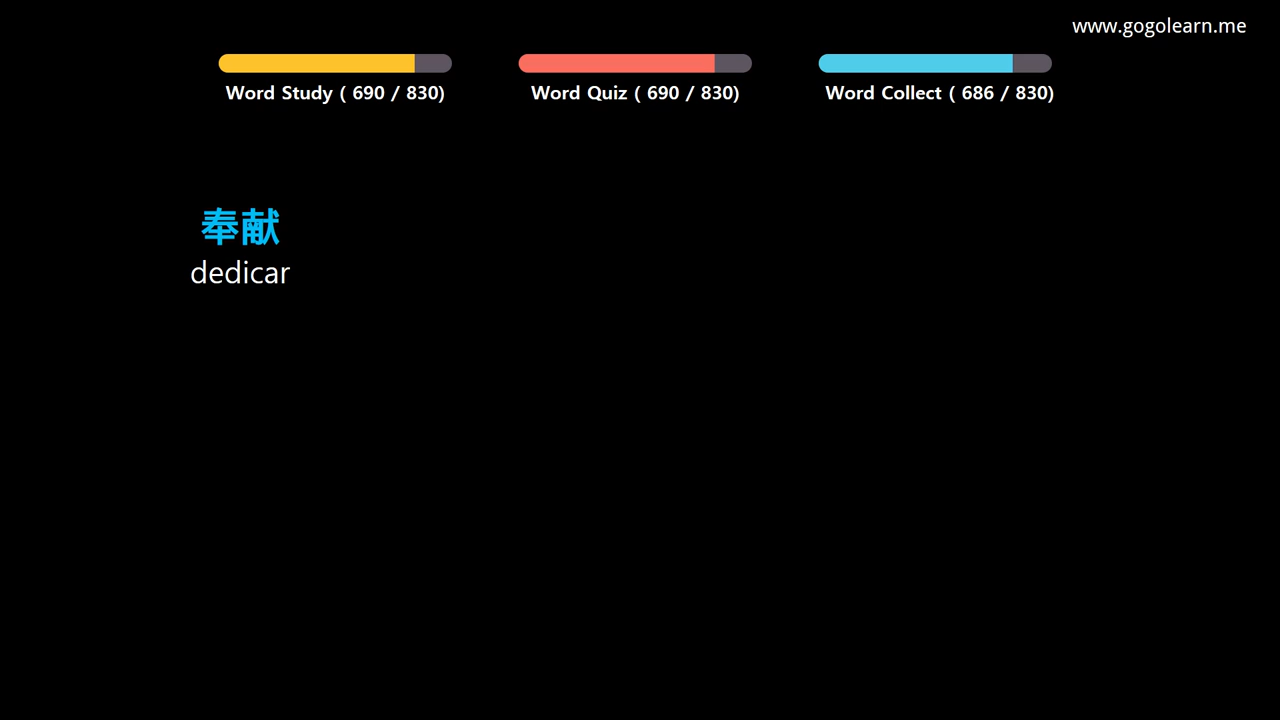 www.gogolearn.me
Word Study ( 690 / 830)
Word Quiz ( 690 / 830)
Word Collect ( 686 / 830)
奉献
dedicar